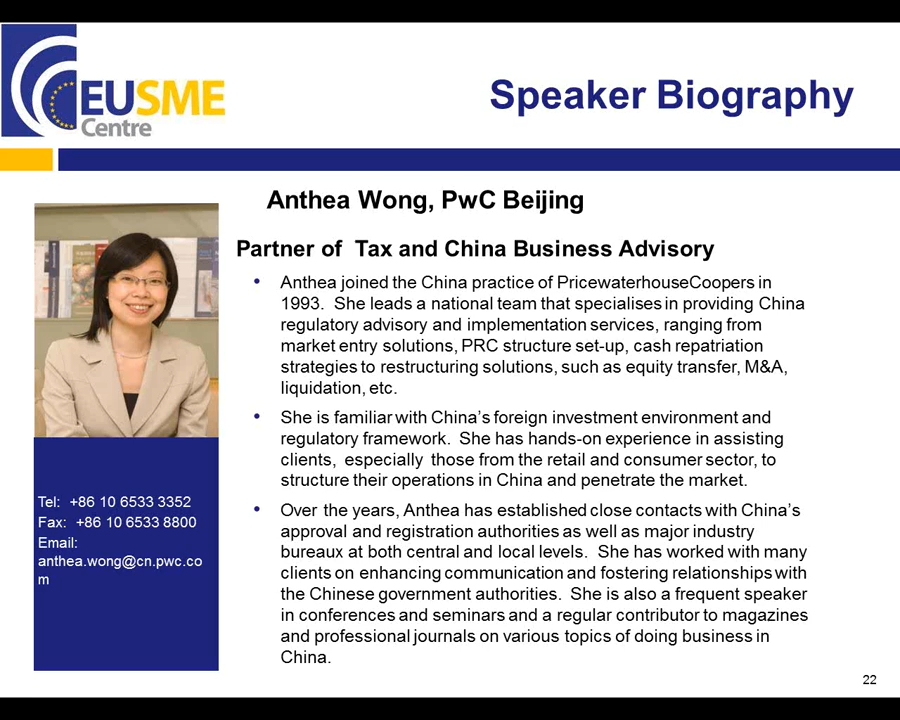 EUSME
Centre
Speaker Biography
Anthea Wong, PwC Beijing
Partner of  Tax and China Business Advisory
• Anthea joined the China practice of PricewaterhouseCoopers in
1993.  She leads a national team that specialises in providing China
regulatory advisory and implementation services, ranging from
market entry solutions, PRC structure set-up, cash repatriation
strategies to restructuring solutions, such as equity transfer, M&A,
liquidation, etc.
• She is familiar with China’s foreign investment environment and
regulatory framework.  She has hands-on experience in assisting
clients,  especially  those from the retail and consumer sector, to
structure their operations in China and penetrate the market.
• Over the years, Anthea has established close contacts with China’s
approval and registration authorities as well as major industry
bureaux at both central and local levels.  She has worked with many
clients on enhancing communication and fostering relationships with
the Chinese government authorities.  She is also a frequent speaker
in conferences and seminars and a regular contributor to magazines
and professional journals on various topics of doing business in
China.
Tel:  +86 10 6533 3352
Fax:  +86 10 6533 8800
Email:
anthea.wong@cn.pwc.co
m
22